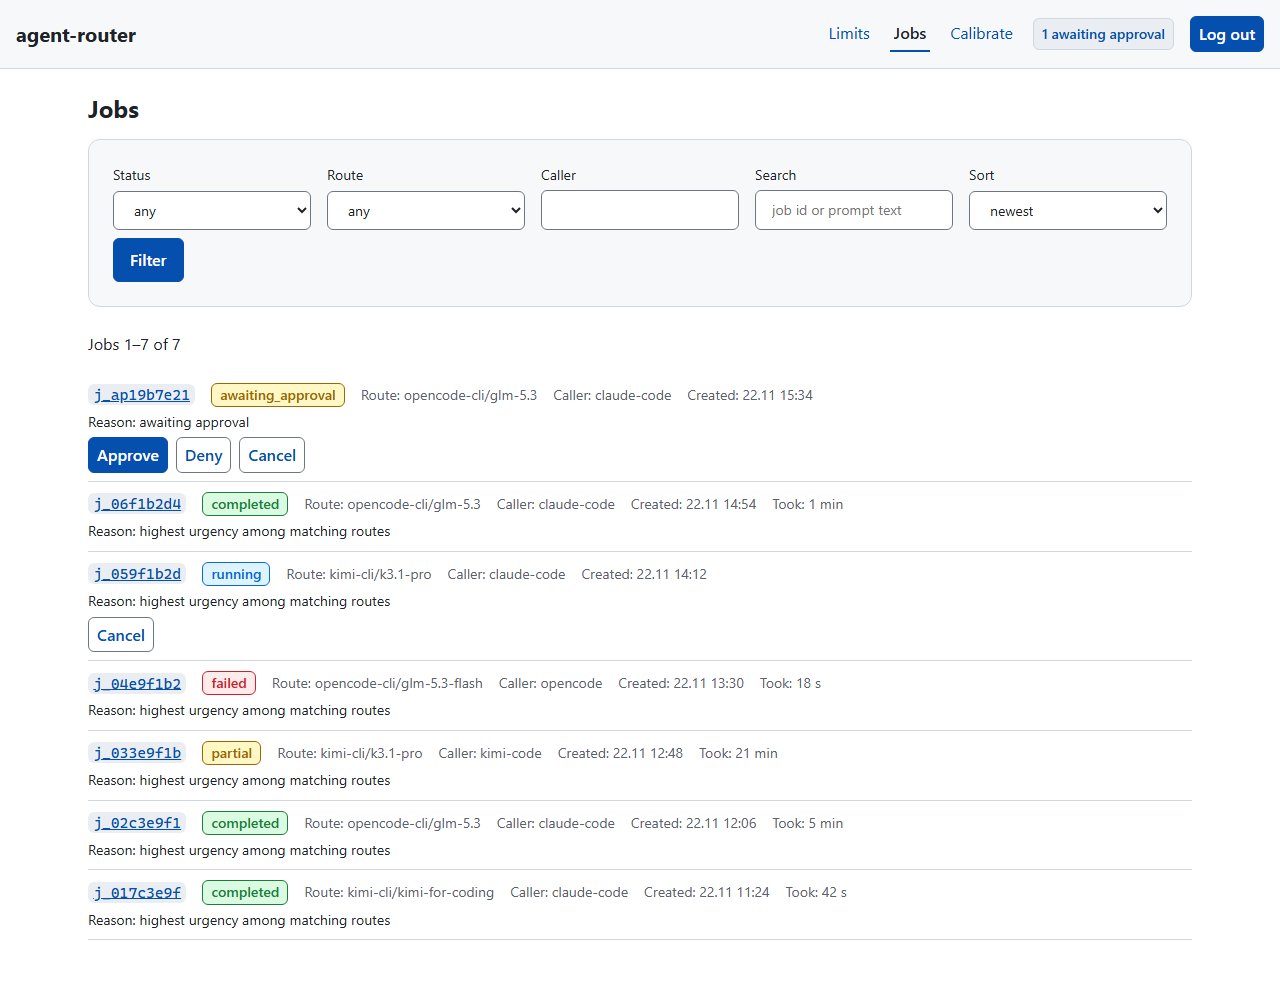 agent-router
Limits Jobs Calibrate 1 awaiting approval Log out
Jobs
Status Route Caller Search Sort
any any job id or prompt text newest
Filter
Jobs 1–7 of 7
j_ap19b7e21 awaiting_approval Route: opencode-cli/glm-5.3 Caller: claude-code Created: 22.11 15:34
Reason: awaiting approval
Approve Deny Cancel
j_06f1b2d4 completed Route: opencode-cli/glm-5.3 Caller: claude-code Created: 22.11 14:54 Took: 1 min
Reason: highest urgency among matching routes
j_059f1b2d running Route: kimi-cli/k3.1-pro Caller: claude-code Created: 22.11 14:12
Reason: highest urgency among matching routes
Cancel
j_04e9f1b2 failed Route: opencode-cli/glm-5.3-flash Caller: opencode Created: 22.11 13:30 Took: 18 s
Reason: highest urgency among matching routes
j_033e9f1b partial Route: kimi-cli/k3.1-pro Caller: kimi-code Created: 22.11 12:48 Took: 21 min
Reason: highest urgency among matching routes
j_02c3e9f1 completed Route: opencode-cli/glm-5.3 Caller: claude-code Created: 22.11 12:06 Took: 5 min
Reason: highest urgency among matching routes
j_017c3e9f completed Route: kimi-cli/kimi-for-coding Caller: claude-code Created: 22.11 11:24 Took: 42 s
Reason: highest urgency among matching routes